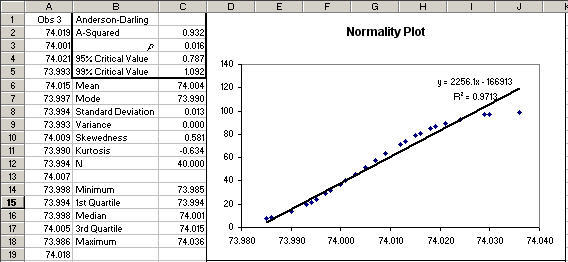 A B C D E F G H I J
1 Obs 3 Anderson-Darling
2 74.019 A-Squared 0.932
3 74.001 p 0.016
4 74.021 95% Critical Value 0.787
5 73.993 99% Critical Value 1.092
6 74.015 Mean 74.004
7 73.997 Mode 73.990
8 73.994 Standard Deviation 0.013
9 73.993 Variance 0.000
10 74.009 Skewedness 0.581
11 73.990 Kurtosis -0.634
12 73.994 N 40.000
13 74.007
14 73.998 Minimum 73.985
15 73.994 1st Quartile 73.994
16 73.998 Median 74.001
17 74.005 3rd Quartile 74.015
18 73.986 Maximum 74.036
19 74.018
Normality Plot
y = 2256.1x - 166913
R² = 0.9713
140
120
100
80
60
40
20
0
73.980 73.990 74.000 74.010 74.020 74.030 74.040